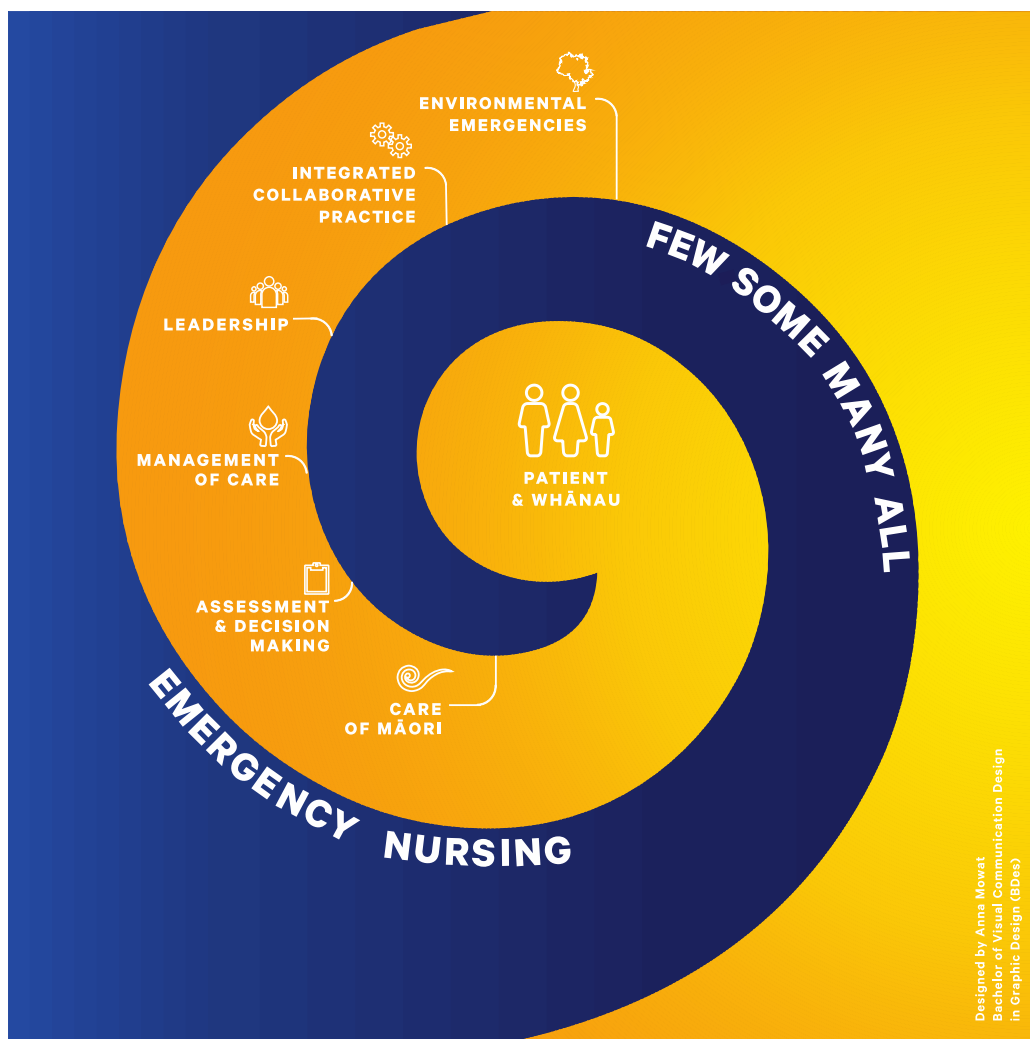 ENVIRONMENTAL
EMERGENCIES
INTEGRATED
COLLABORATIVE
PRACTICE
LEADERSHIP
MANAGEMENT
OF CARE
ASSESSMENT
& DECISION
MAKING
CARE
OF MĀORI
PATIENT
& WHĀNAU
FEW SOME MANY ALL
EMERGENCY NURSING
Designed by Anna Mowat
Bachelor of Visual Communication Design
in Graphic Design (BDes)